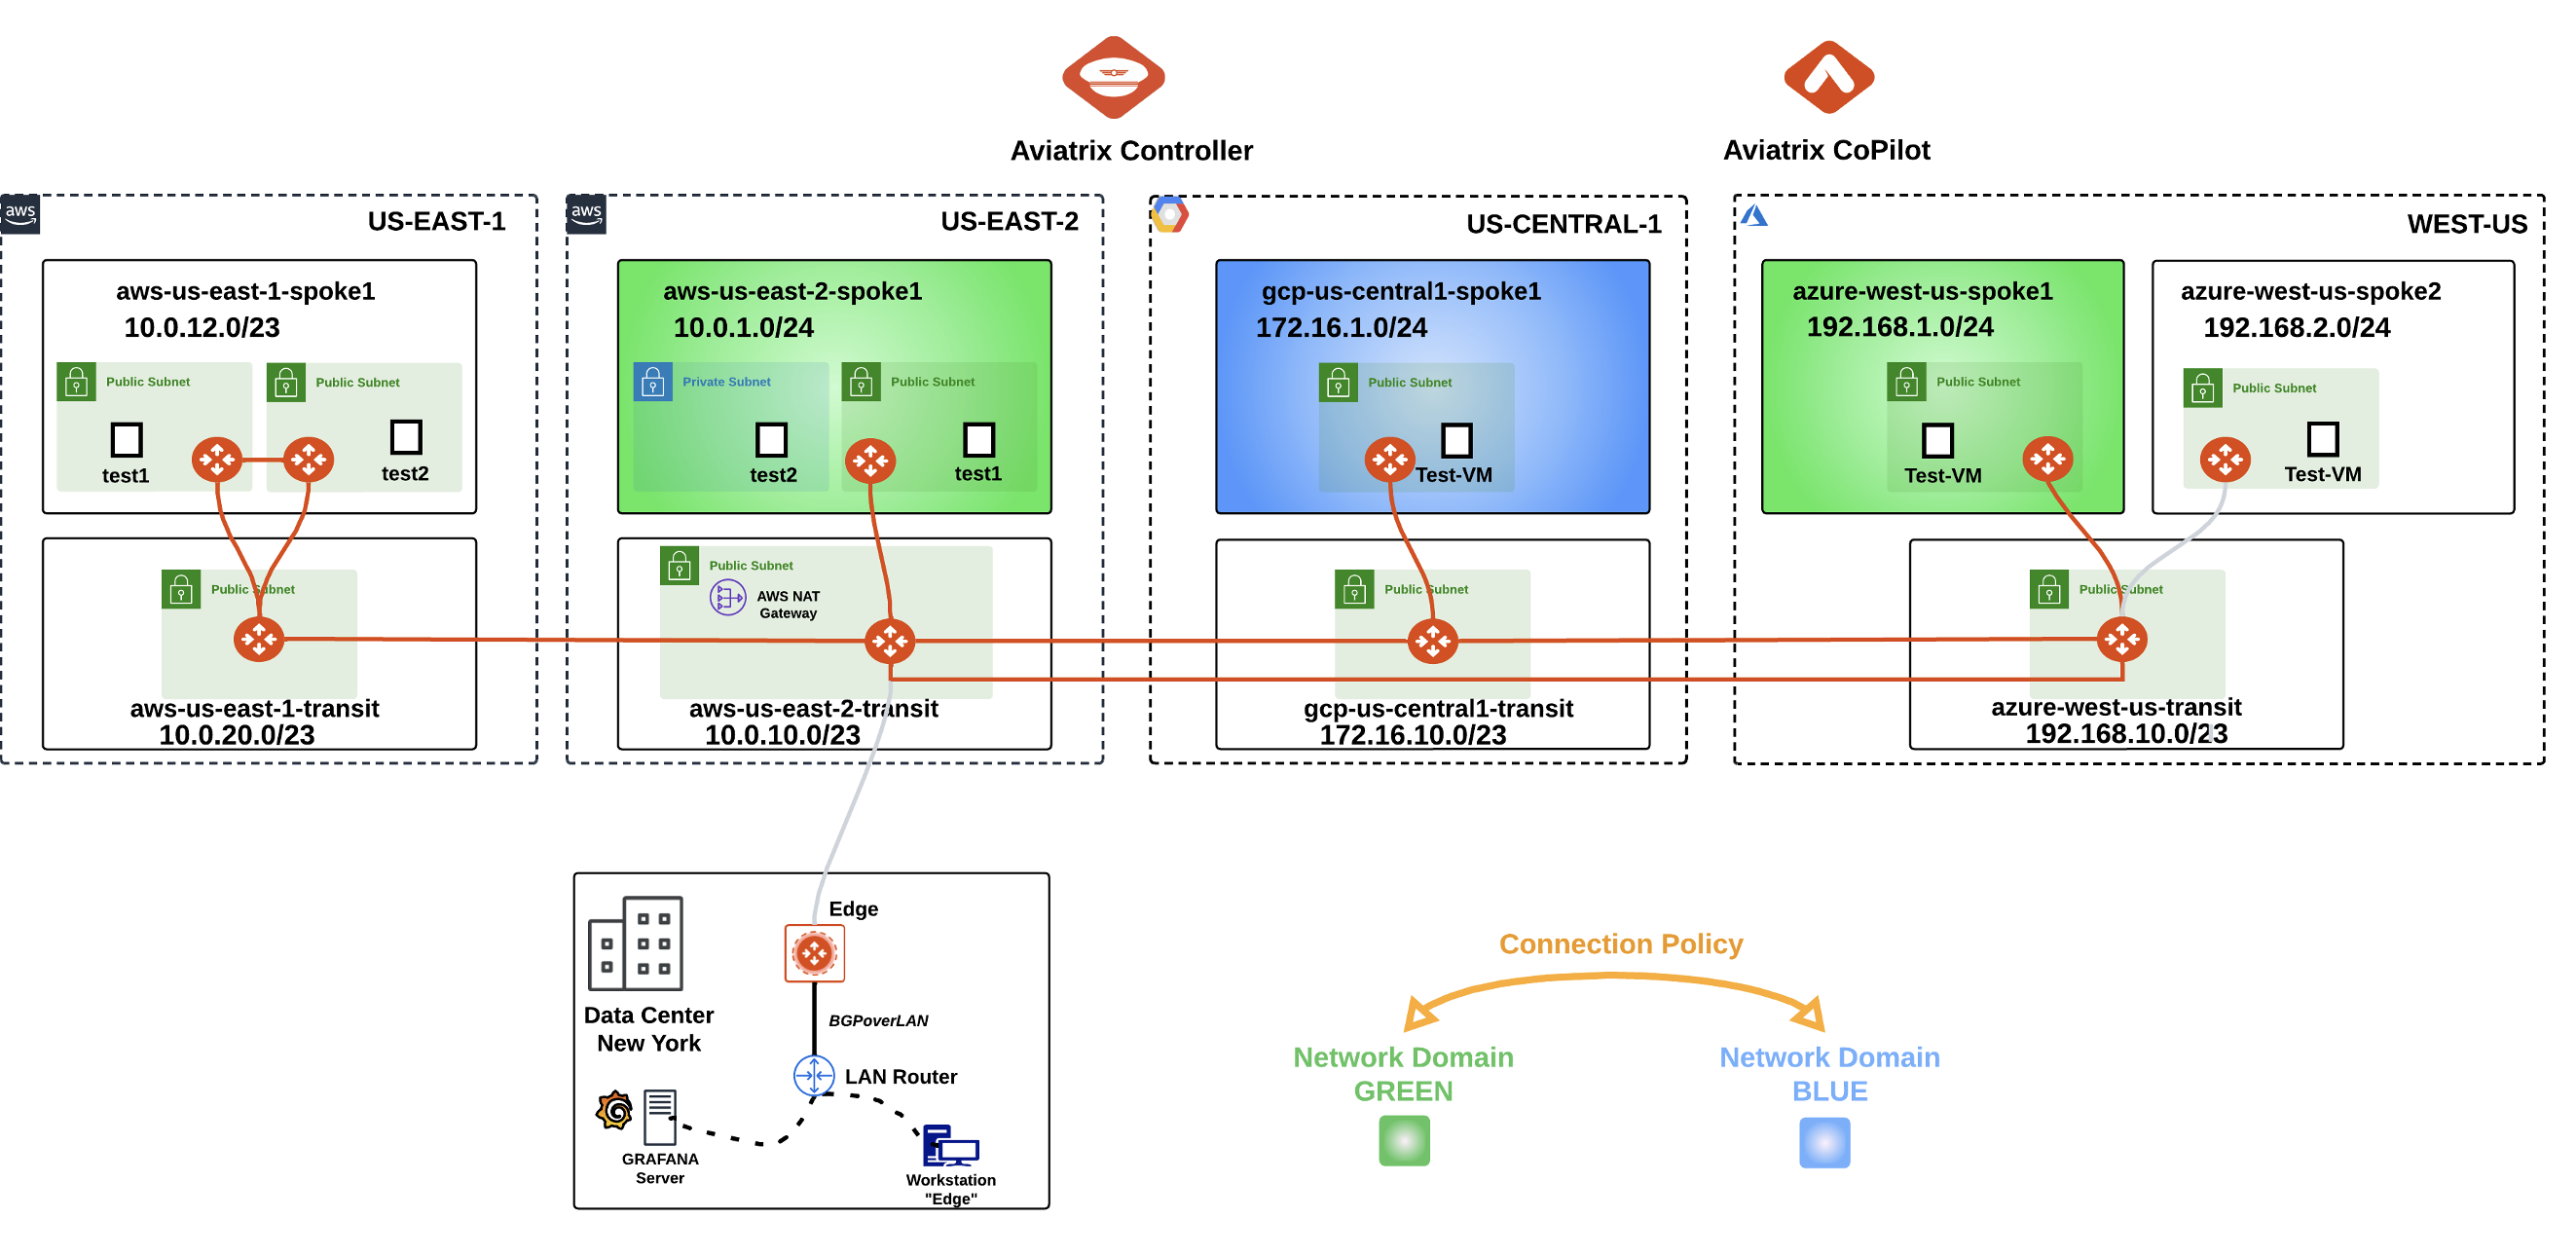 Aviatrix Controller
Aviatrix CoPilot
aws
US-EAST-1
aws-us-east-1-spoke1
10.0.12.0/23
Public Subnet
Public Subnet
test1
test2
Public Subnet
aws-us-east-1-transit
10.0.20.0/23
aws
US-EAST-2
aws-us-east-2-spoke1
10.0.1.0/24
Private Subnet
Public Subnet
test2
test1
Public Subnet
AWS NAT
Gateway
aws-us-east-2-transit
10.0.10.0/23
US-CENTRAL-1
gcp-us-central1-spoke1
172.16.1.0/24
Public Subnet
Test-VM
Public Subnet
gcp-us-central1-transit
172.16.10.0/23
WEST-US
azure-west-us-spoke1
192.168.1.0/24
Public Subnet
Test-VM
azure-west-us-spoke2
192.168.2.0/24
Public Subnet
Test-VM
Public Subnet
azure-west-us-transit
192.168.10.0/23
Edge
Data Center
New York
BGPoverLAN
LAN Router
GRAFANA
Server
Workstation
"Edge"
Connection Policy
Network Domain
GREEN
Network Domain
BLUE